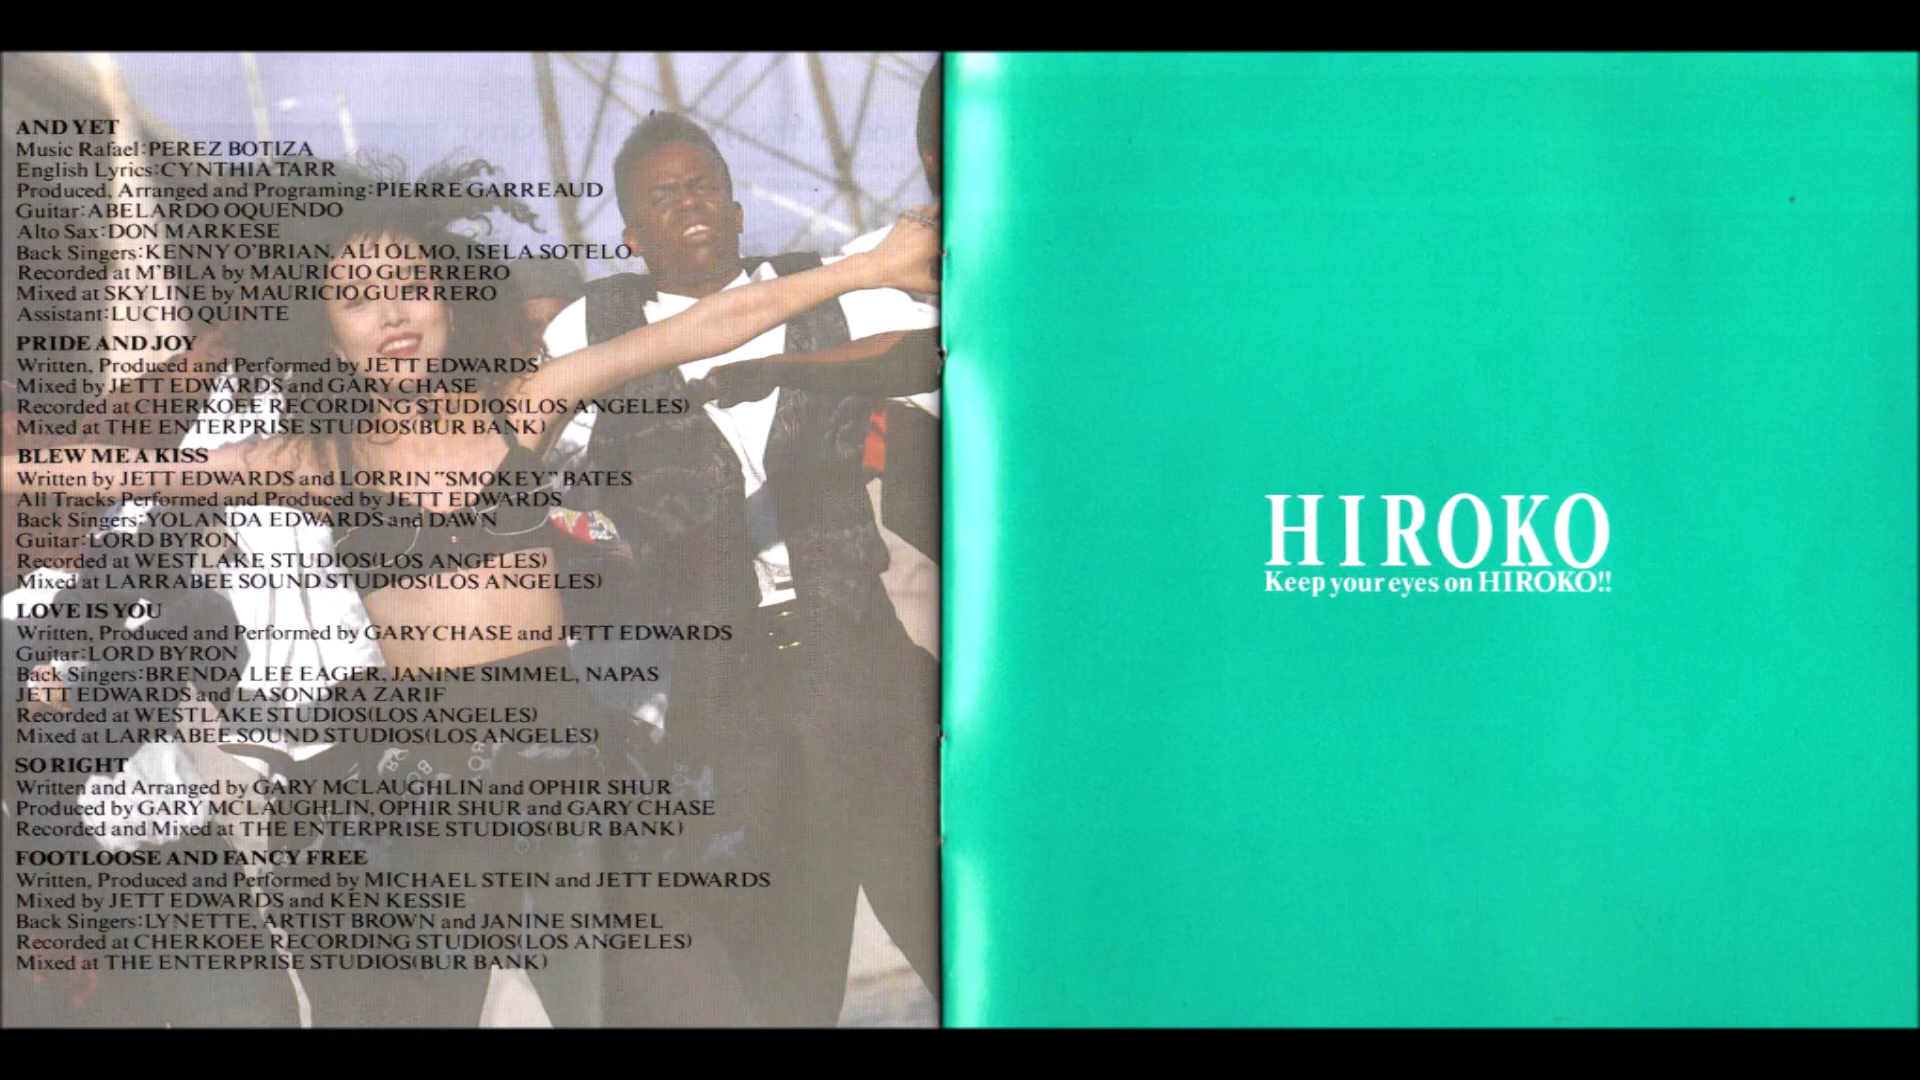 AND YET
Music Rafael:PEREZ BOTIZA
English Lyrics:CYNTHIA TARR
Produced, Arranged and Programing:PIERRE GARREAUD
Guitar:ABELARDO OQUENDO
Alto Sax:DON MARKESE
Back Singers:KENNY O'BRIAN, ALI OLMO, ISELA SOTELO
Recorded at M'BILA by MAURICIO GUERRERO
Mixed at SKYLINE by MAURICIO GUERRERO
Assistant:LUCHO QUINTE
PRIDE AND JOY
Written, Produced and Performed by JETT EDWARDS
Mixed by JETT EDWARDS and GARY CHASE
Recorded at CHERKOEE RECORDING STUDIOS(LOS ANGELES)
Mixed at THE ENTERPRISE STUDIOS(BUR BANK)
BLEW ME A KISS
Written by JETT EDWARDS and LORRIN "SMOKEY" BATES
All Tracks Performed and Produced by JETT EDWARDS
Back Singers:YOLANDA EDWARDS and DAWN
Guitar:LORD BYRON
Recorded at WESTLAKE STUDIOS(LOS ANGELES)
Mixed at LARRABEE SOUND STUDIOS(LOS ANGELES)
LOVE IS YOU
Written, Produced and Performed by GARY CHASE and JETT EDWARDS
Guitar:LORD BYRON
Back Singers:BRENDA LEE EAGER, JANINE SIMMEL, NAPAS
JETT EDWARDS and LASONDRA ZARIF
Recorded at WESTLAKE STUDIOS(LOS ANGELES)
Mixed at LARRABEE SOUND STUDIOS(LOS ANGELES)
SO RIGHT
Written and Arranged by GARY MCLAUGHLIN and OPHIR SHUR
Produced by GARY MCLAUGHLIN, OPHIR SHUR and GARY CHASE
Recorded and Mixed at THE ENTERPRISE STUDIOS(BUR BANK)
FOOTLOOSE AND FANCY FREE
Written, Produced and Performed by MICHAEL STEIN and JETT EDWARDS
Mixed by JETT EDWARDS and KEN KESSIE
Back Singers:LYNETTE, ARTIST BROWN and JANINE SIMMEL
Recorded at CHERKOEE RECORDING STUDIOS(LOS ANGELES)
Mixed at THE ENTERPRISE STUDIOS(BUR BANK)
HIROKO
Keep your eyes on HIROKO!!